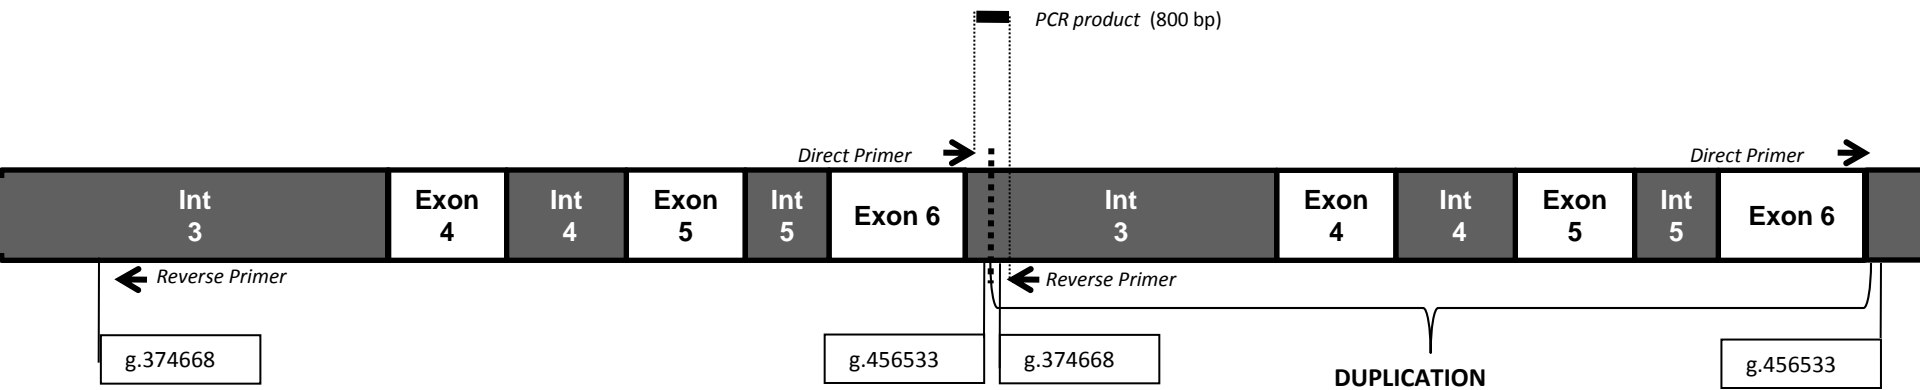 PCR product (800 bp)
Direct Primer
Direct Primer
Int
3
Exon
4
Int
4
Exon
5
Int
5
Exon 6
Int
3
Exon
4
Int
4
Exon
5
Int
5
Exon 6
Reverse Primer
Reverse Primer
g.374668
g.456533
g.374668
g.456533
DUPLICATION